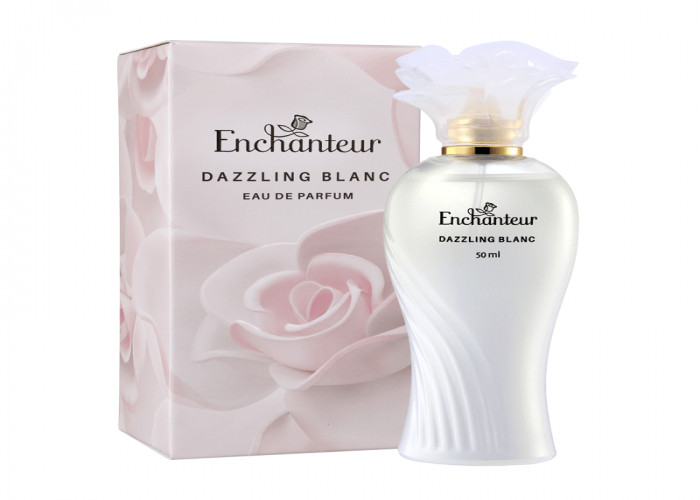 Enchanteur
DAZZLING BLANC
EAU DE PARFUM
Enchanteur
DAZZLING BLANC
50 ml